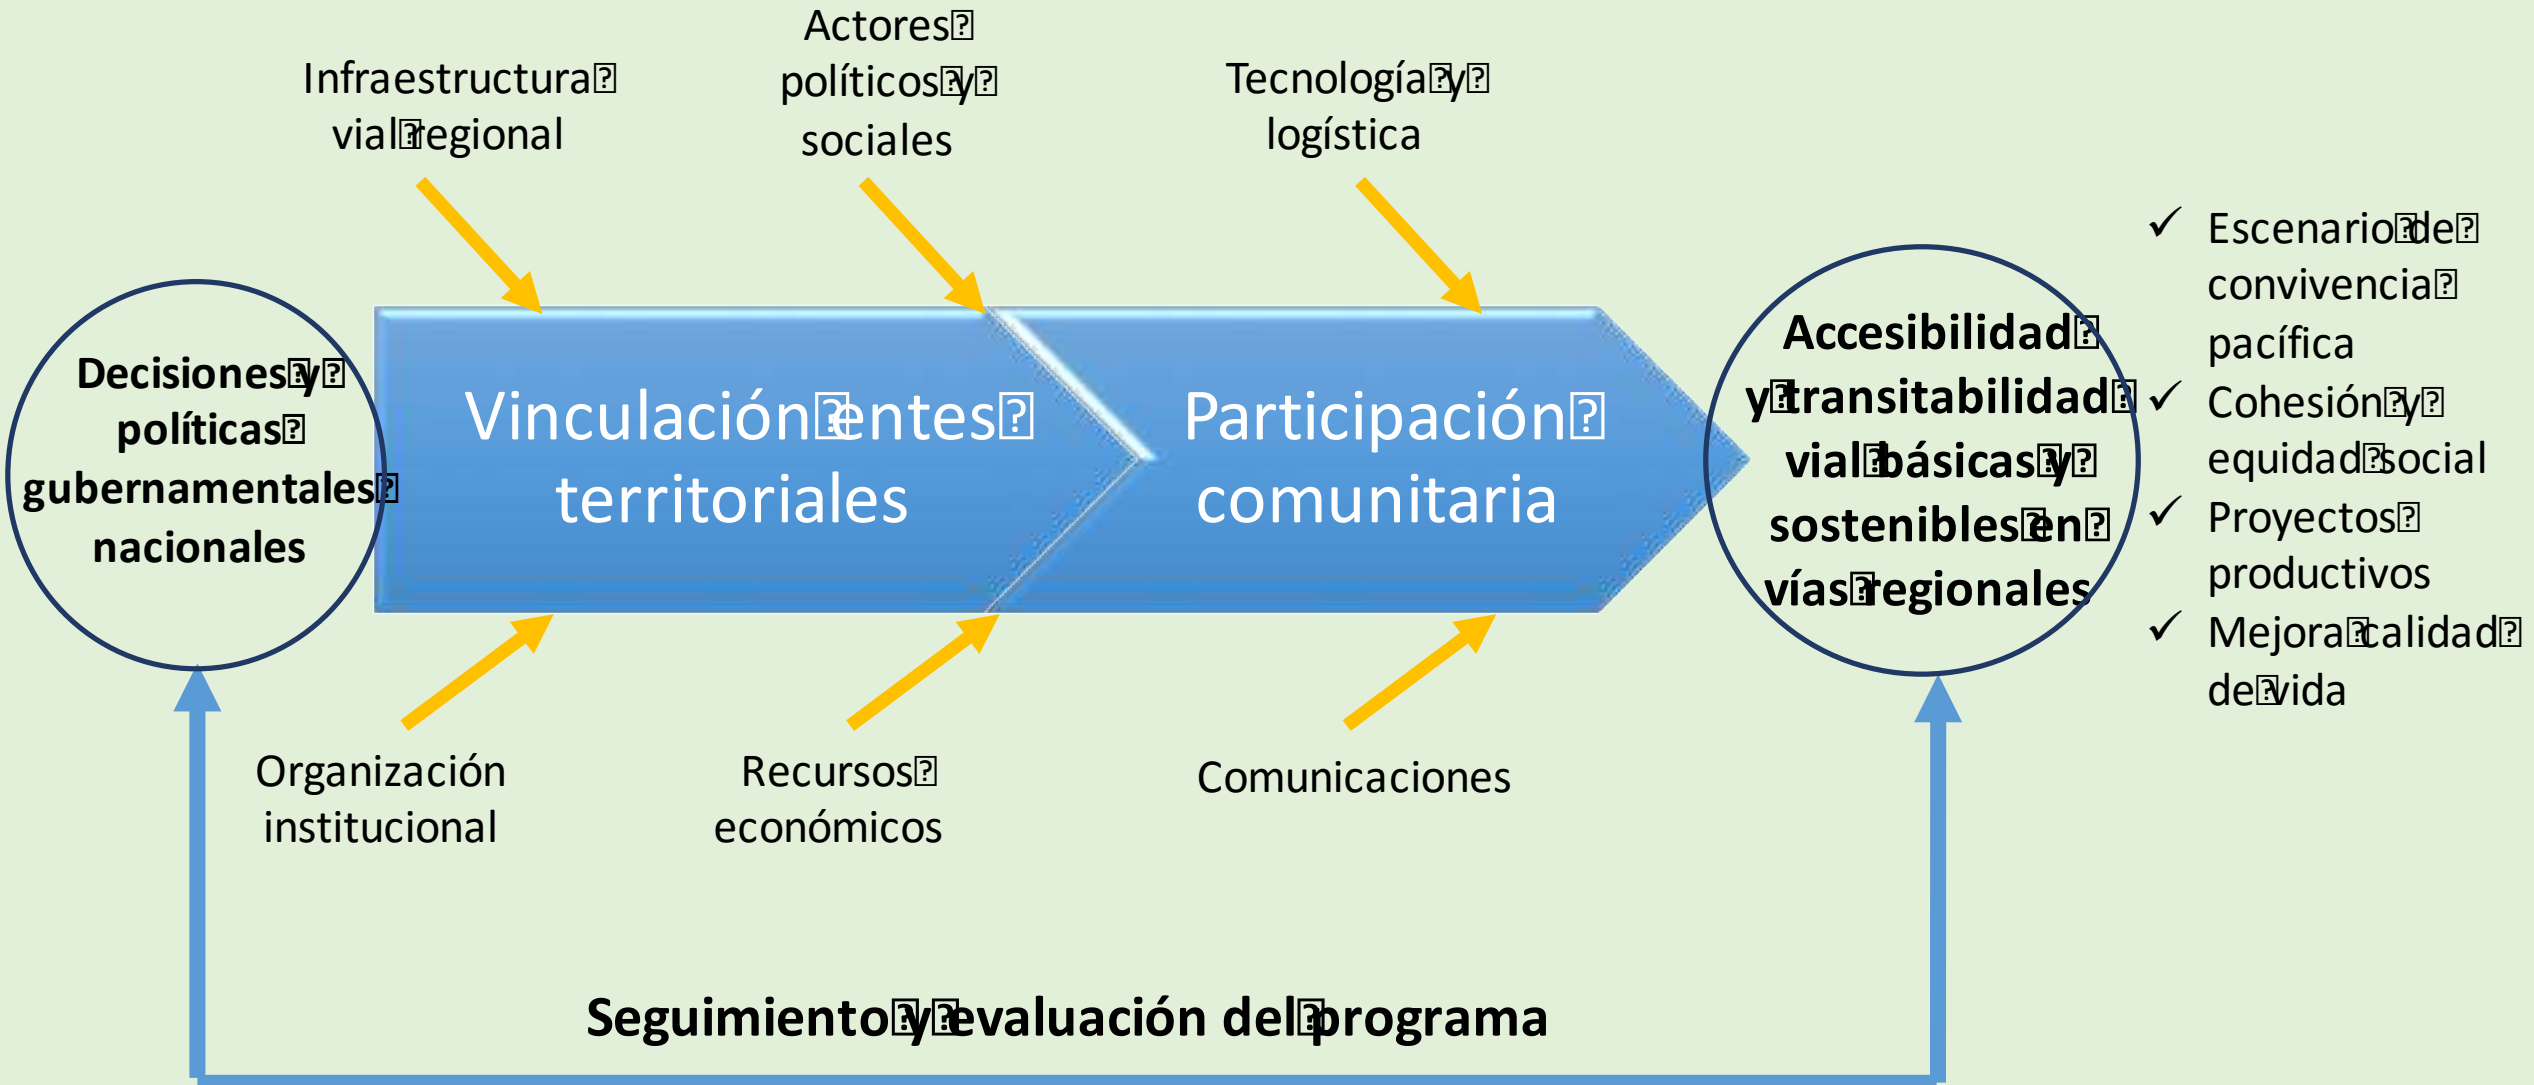 Infraestructura
vial regional
Actores
políticos y
sociales
Tecnología y
logística
Decisiones y
políticas
gubernamentales
nacionales
Vinculación entes
territoriales
Participación
comunitaria
Accesibilidad
y transitabilidad
vial básicas y
sostenibles en
vías regionales
✓ Escenario de
convivencia
pacífica
✓ Cohesión y
equidad social
✓ Proyectos
productivos
✓ Mejora calidad
de vida
Organización
institucional
Recursos
económicos
Comunicaciones
Seguimiento y evaluación del programa